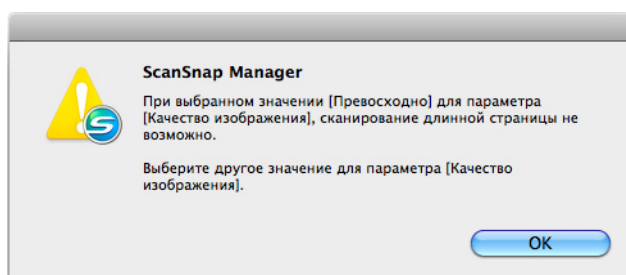 ScanSnap Manager
При выбранном значении [Превосходно] для параметра
[Качество изображения], сканирование длинной страницы не
возможно.
Выберите другое значение для параметра [Качество
изображения].
OK